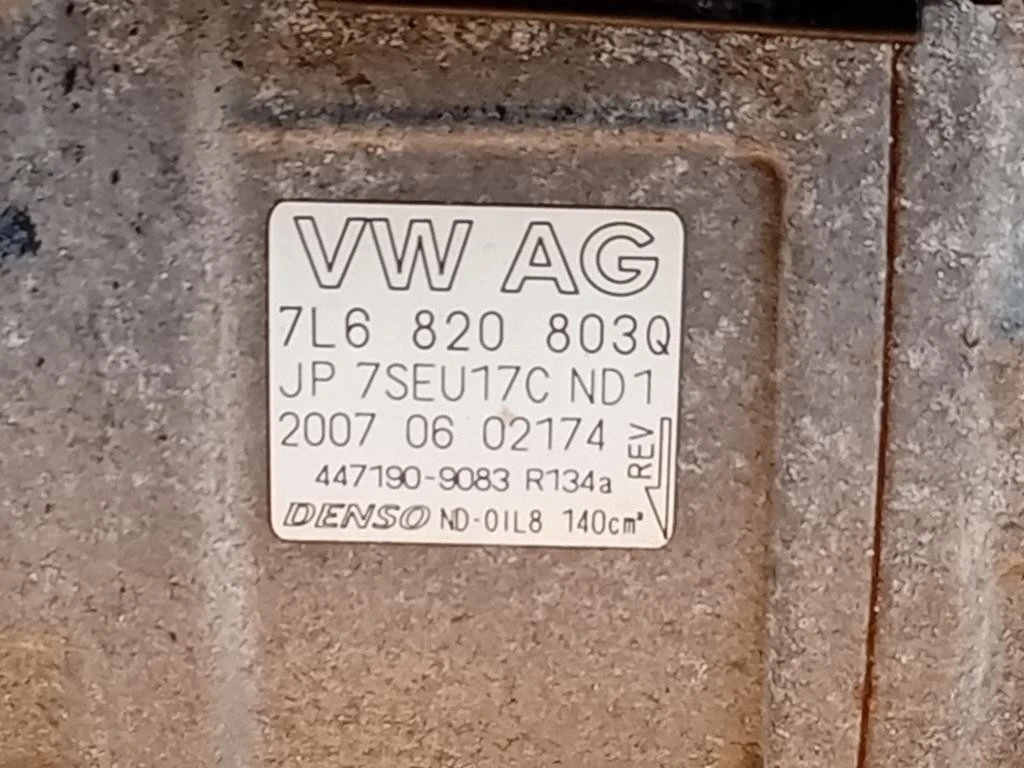 VW AG
7L6 820 803Q
JP 7SEU17C ND1
2007 06 02174
REV
447190-9083 R134a
DENSO ND-OIL8 140cm³